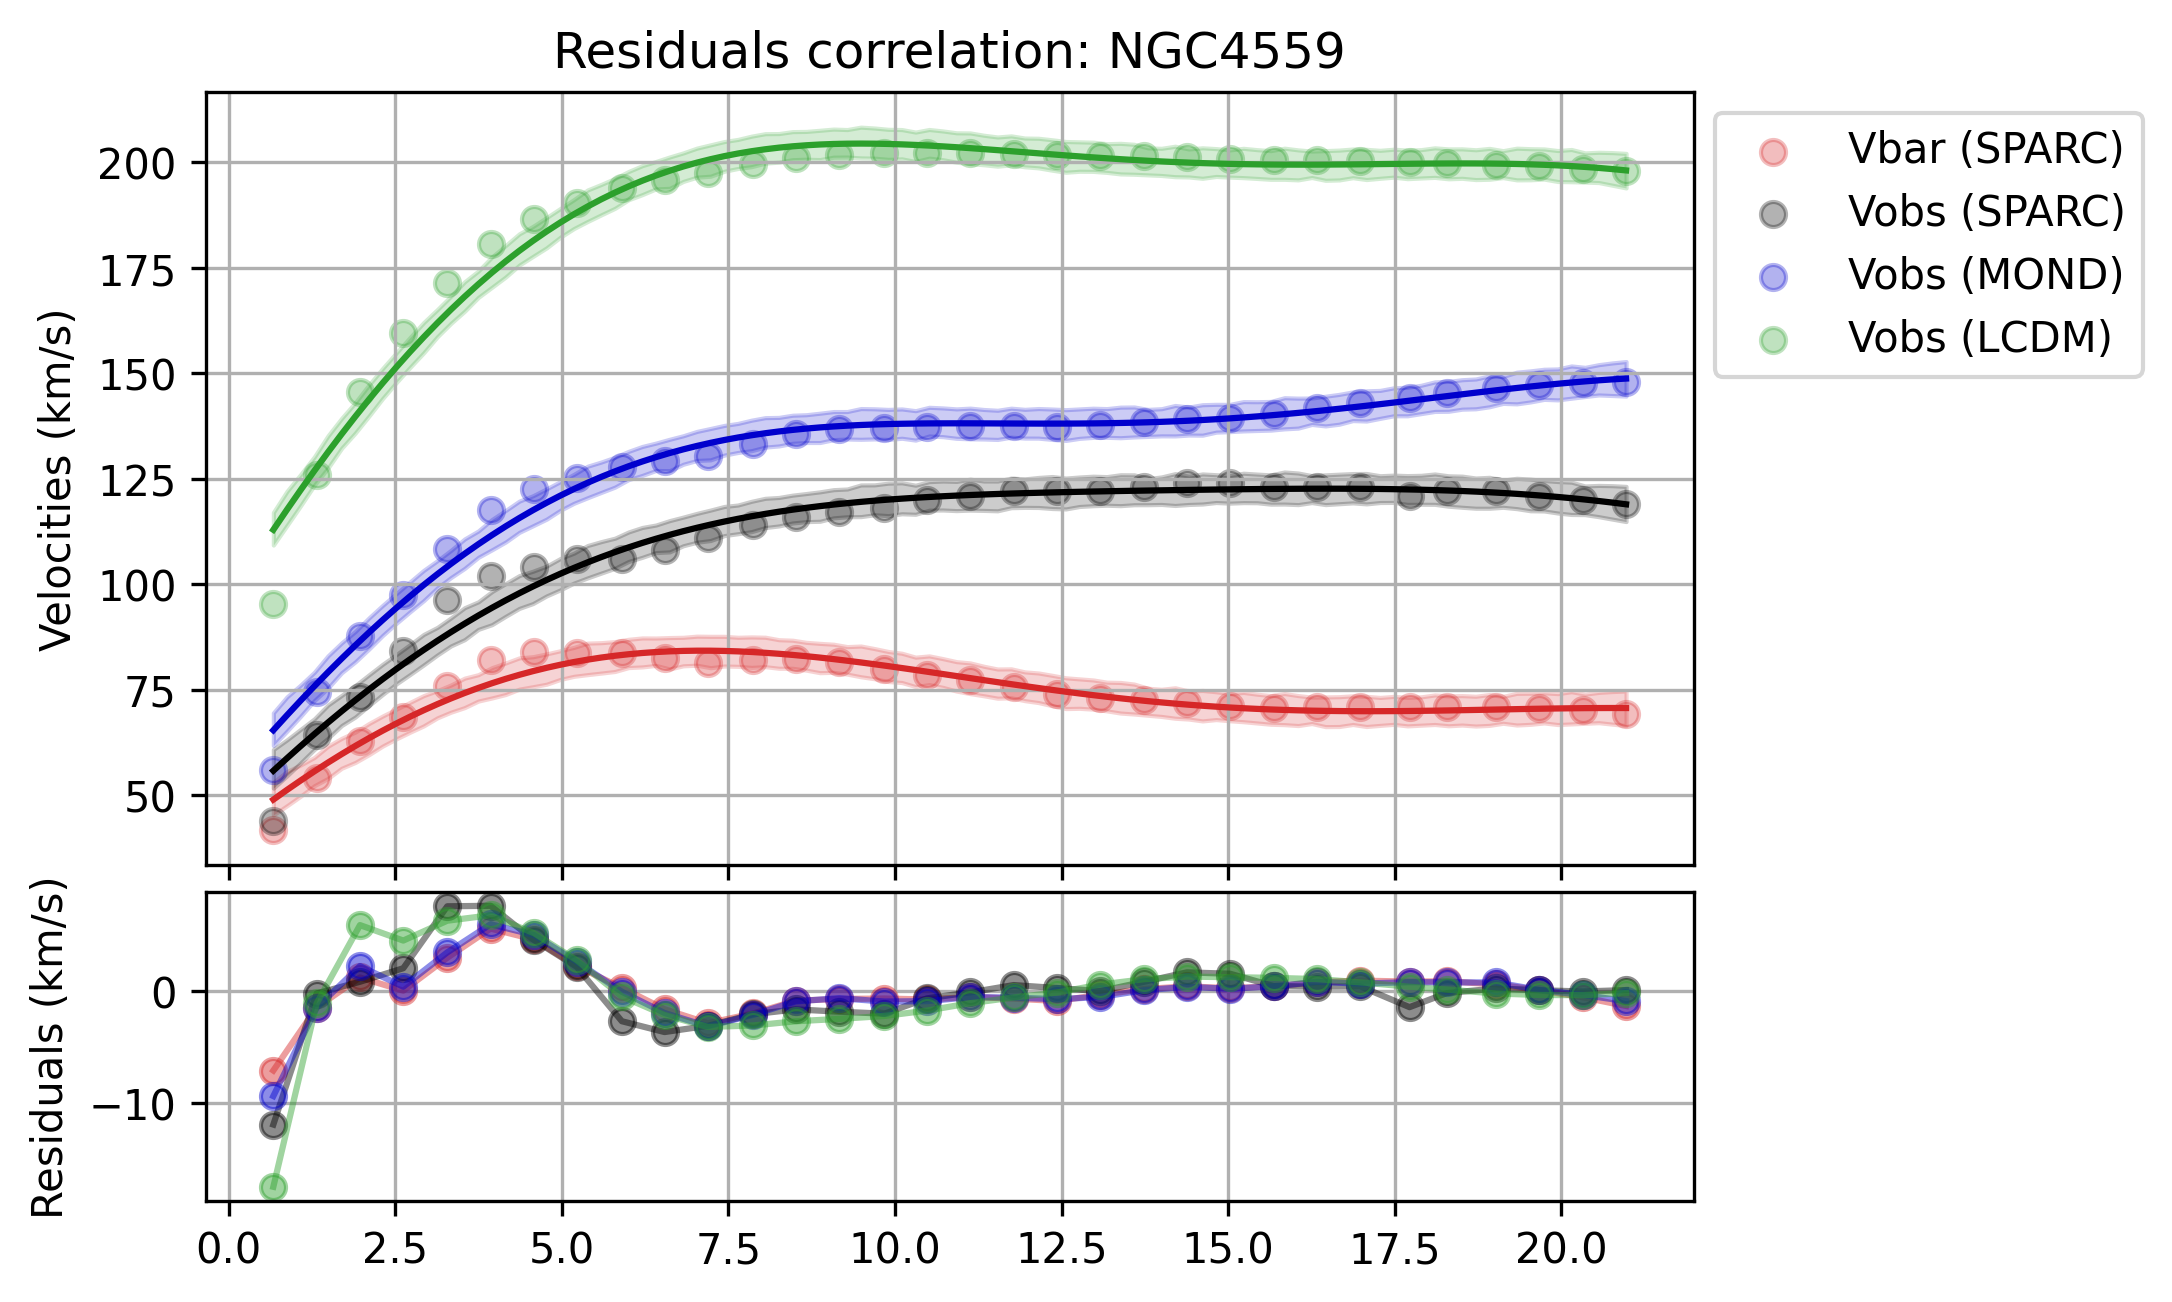 Residuals correlation: NGC4559
Velocities (km/s)
200
175
150
125
100
75
50
Vbar (SPARC)
Vobs (SPARC)
Vobs (MOND)
Vobs (LCDM)
Residuals (km/s)
0
−10
0.0 2.5 5.0 7.5 10.0 12.5 15.0 17.5 20.0